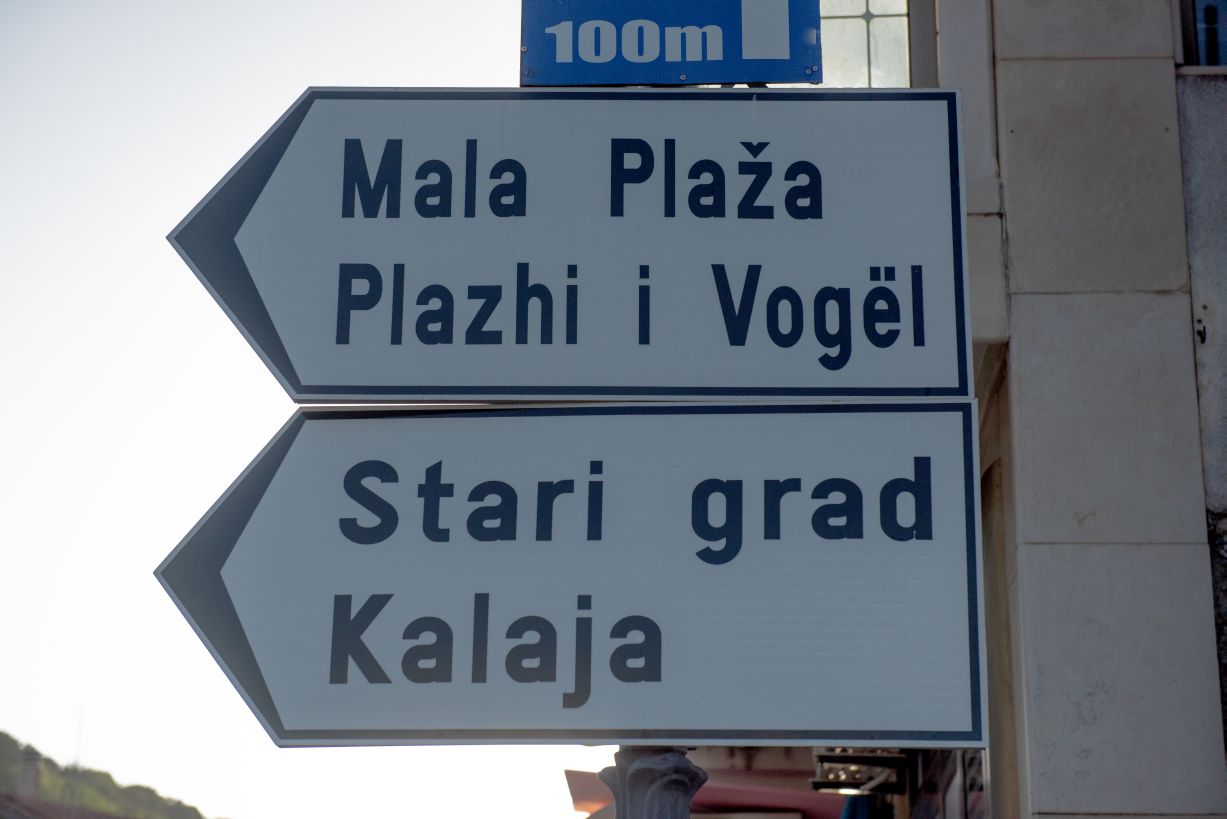 100m
Mala Plaža
Plazhi i Vogël
Stari grad
Kalaja